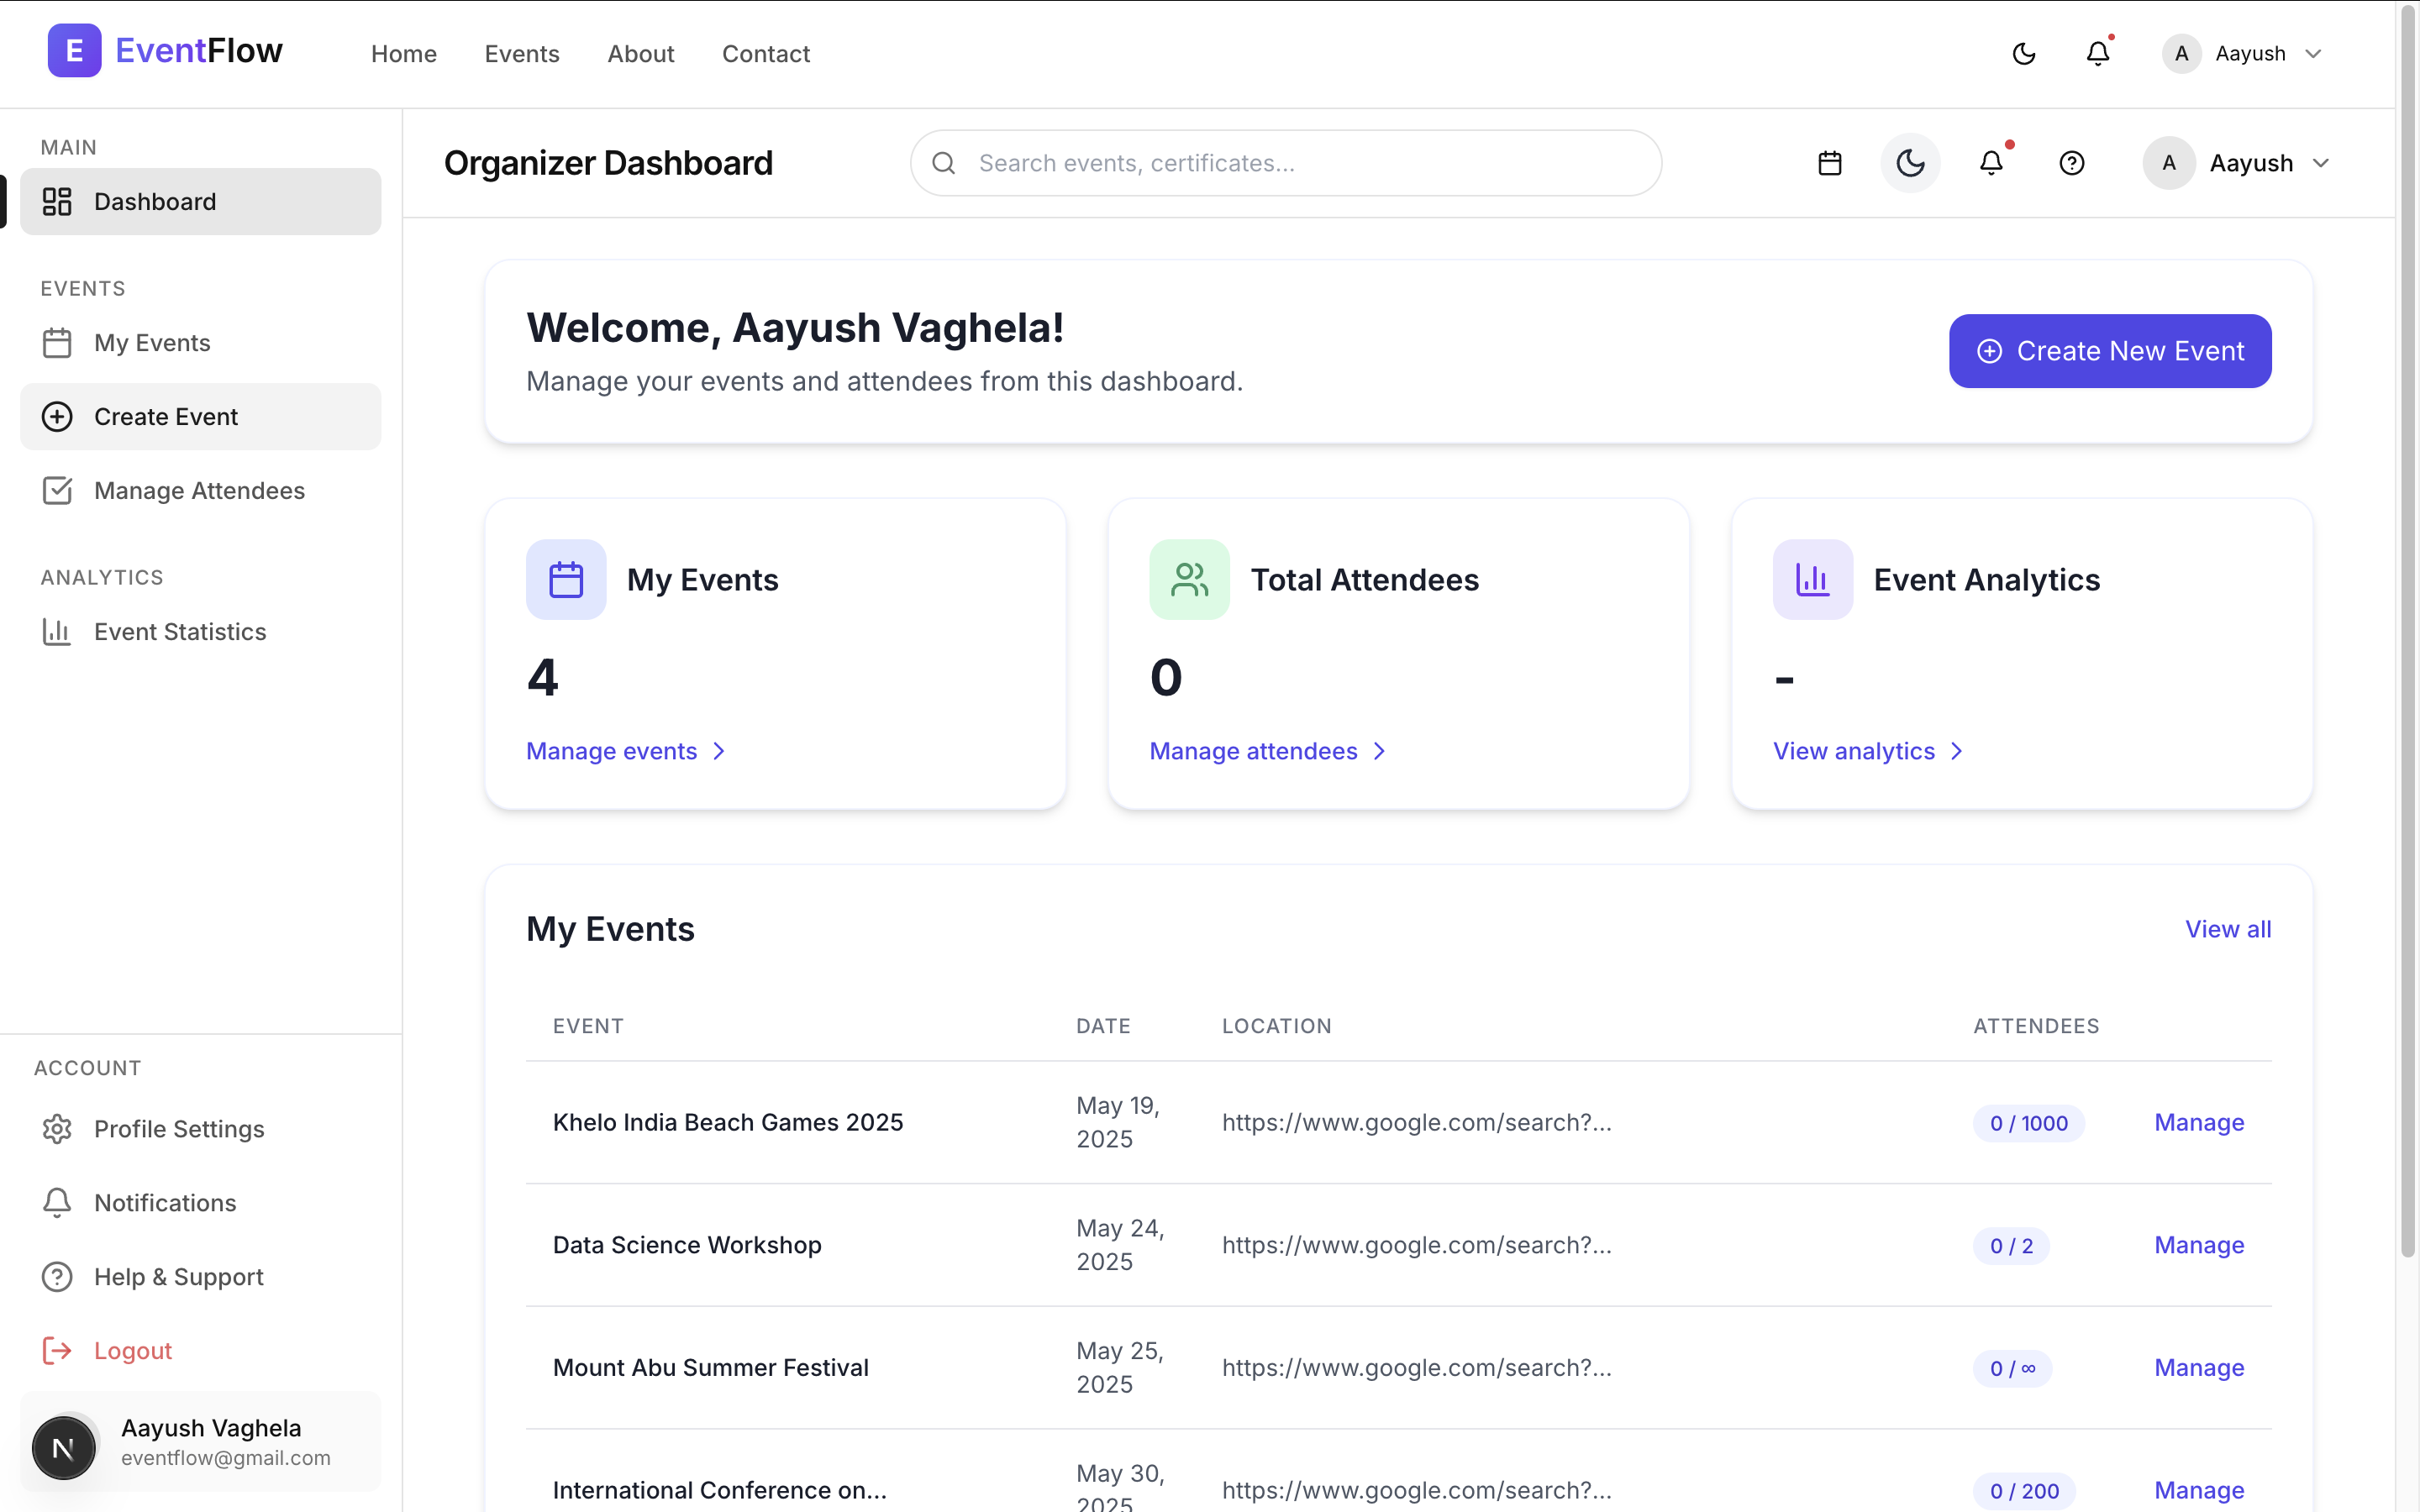 E EventFlow
Home Events About Contact
A Aayush
MAIN
Dashboard
EVENTS
My Events
Create Event
Manage Attendees
ANALYTICS
Event Statistics
ACCOUNT
Profile Settings
Notifications
Help & Support
Logout
N
Aayush Vaghela
eventflow@gmail.com
Organizer Dashboard
Search events, certificates...
A Aayush
Welcome, Aayush Vaghela!
Manage your events and attendees from this dashboard.
Create New Event
My Events
4
Manage events
Total Attendees
0
Manage attendees
Event Analytics
-
View analytics
My Events
View all
EVENT DATE LOCATION ATTENDEES
Khelo India Beach Games 2025 May 19, 2025 https://www.google.com/search?... 0 / 1000 Manage
Data Science Workshop May 24, 2025 https://www.google.com/search?... 0 / 2 Manage
Mount Abu Summer Festival May 25, 2025 https://www.google.com/search?... 0 / ∞ Manage
International Conference on... May 30, 2025 https://www.google.com/search?... 0 / 200 Manage